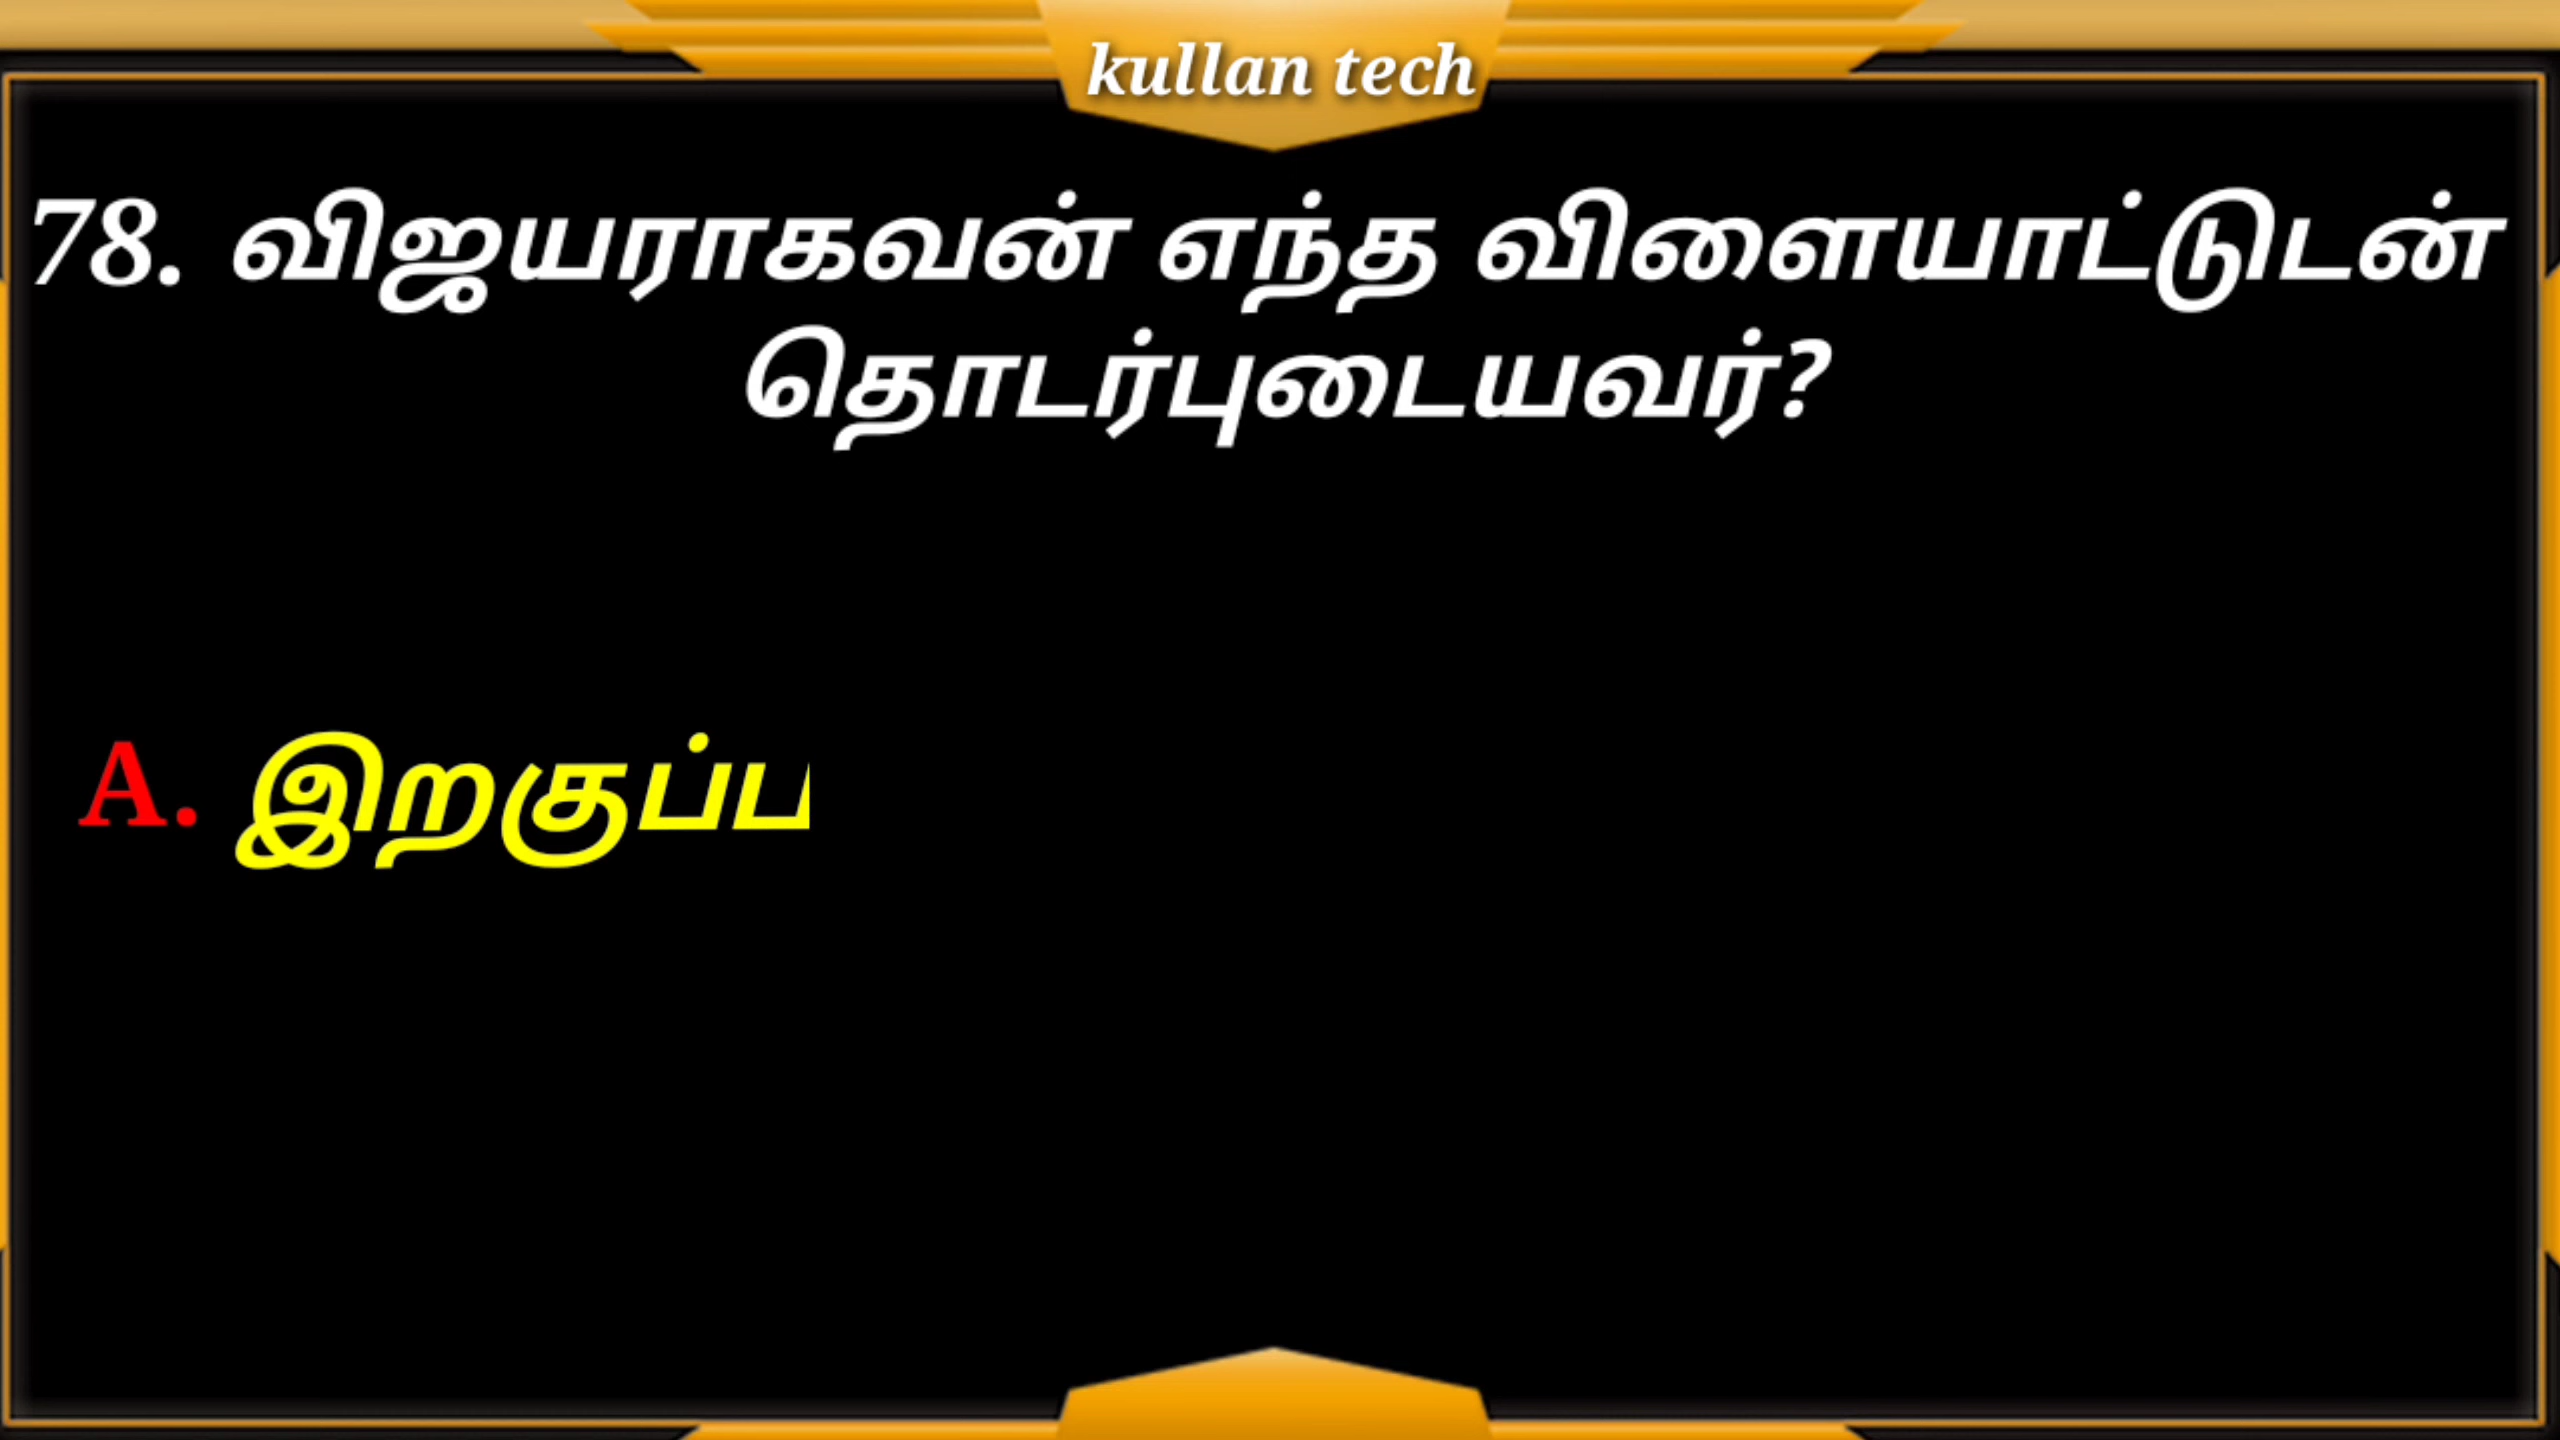 kullan tech
78. விஜயராகவன் எந்த விளையாட்டுடன்
தொடர்புடையவர்?
A. இறகுப்ப